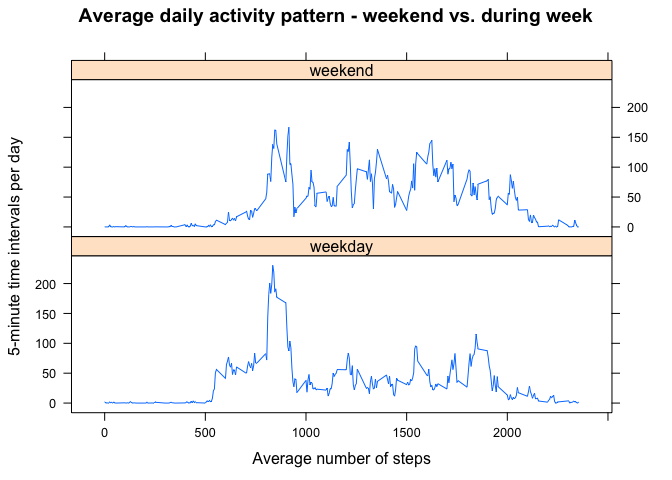 Average daily activity pattern - weekend vs. during week
weekend
200
150
100
50
0
weekday
200
150
100
50
0
0 500 1000 1500 2000
Average number of steps
5-minute time intervals per day